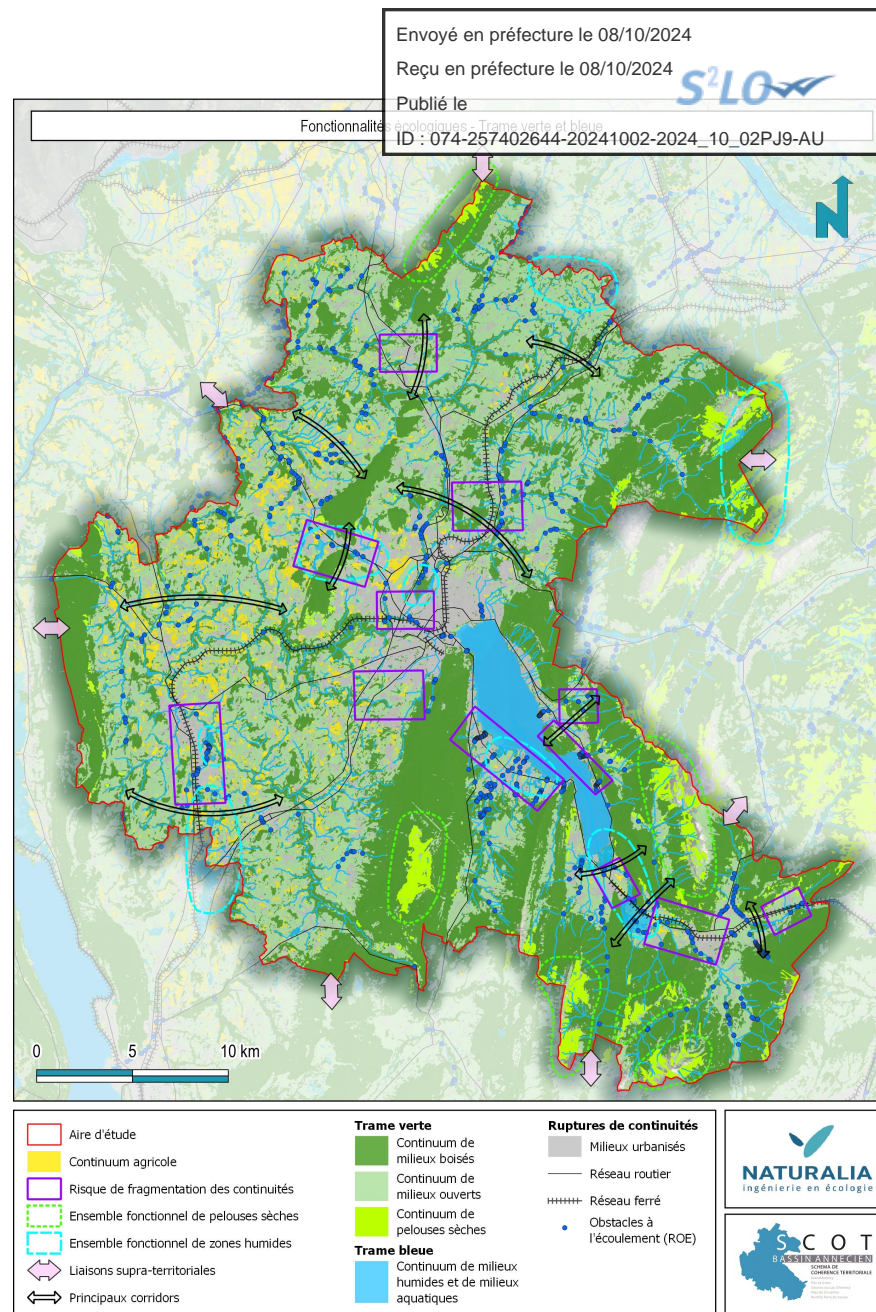 Envoyé en préfecture le 08/10/2024
Reçu en préfecture le 08/10/2024
S²LO
Publié le
ID : 074-257402644-20241002-2024_10_02PJ9-AU
Fonctionnalités écologiques - Trame verte et bleue
N
0 5 10 km
Aire d'étude
Continuum agricole
Risque de fragmentation des continuités
Ensemble fonctionnel de pelouses sèches
Ensemble fonctionnel de zones humides
Liaisons supra-territoriales
Principaux corridors
Trame verte
Continuum de
milieux boisés
Continuum de
milieux ouverts
Continuum de
pelouses sèches
Trame bleue
Continuum de milieux
humides et de milieux
aquatiques
Ruptures de continuités
Milieux urbanisés
Réseau routier
Réseau ferré
Obstacles à
l'écoulement (ROE)
NATURALIA
ingénierie en écologie
SCOT
BASSIN ANNECIEN
SCHEMA DE
COHERENCE TERRITORIALE